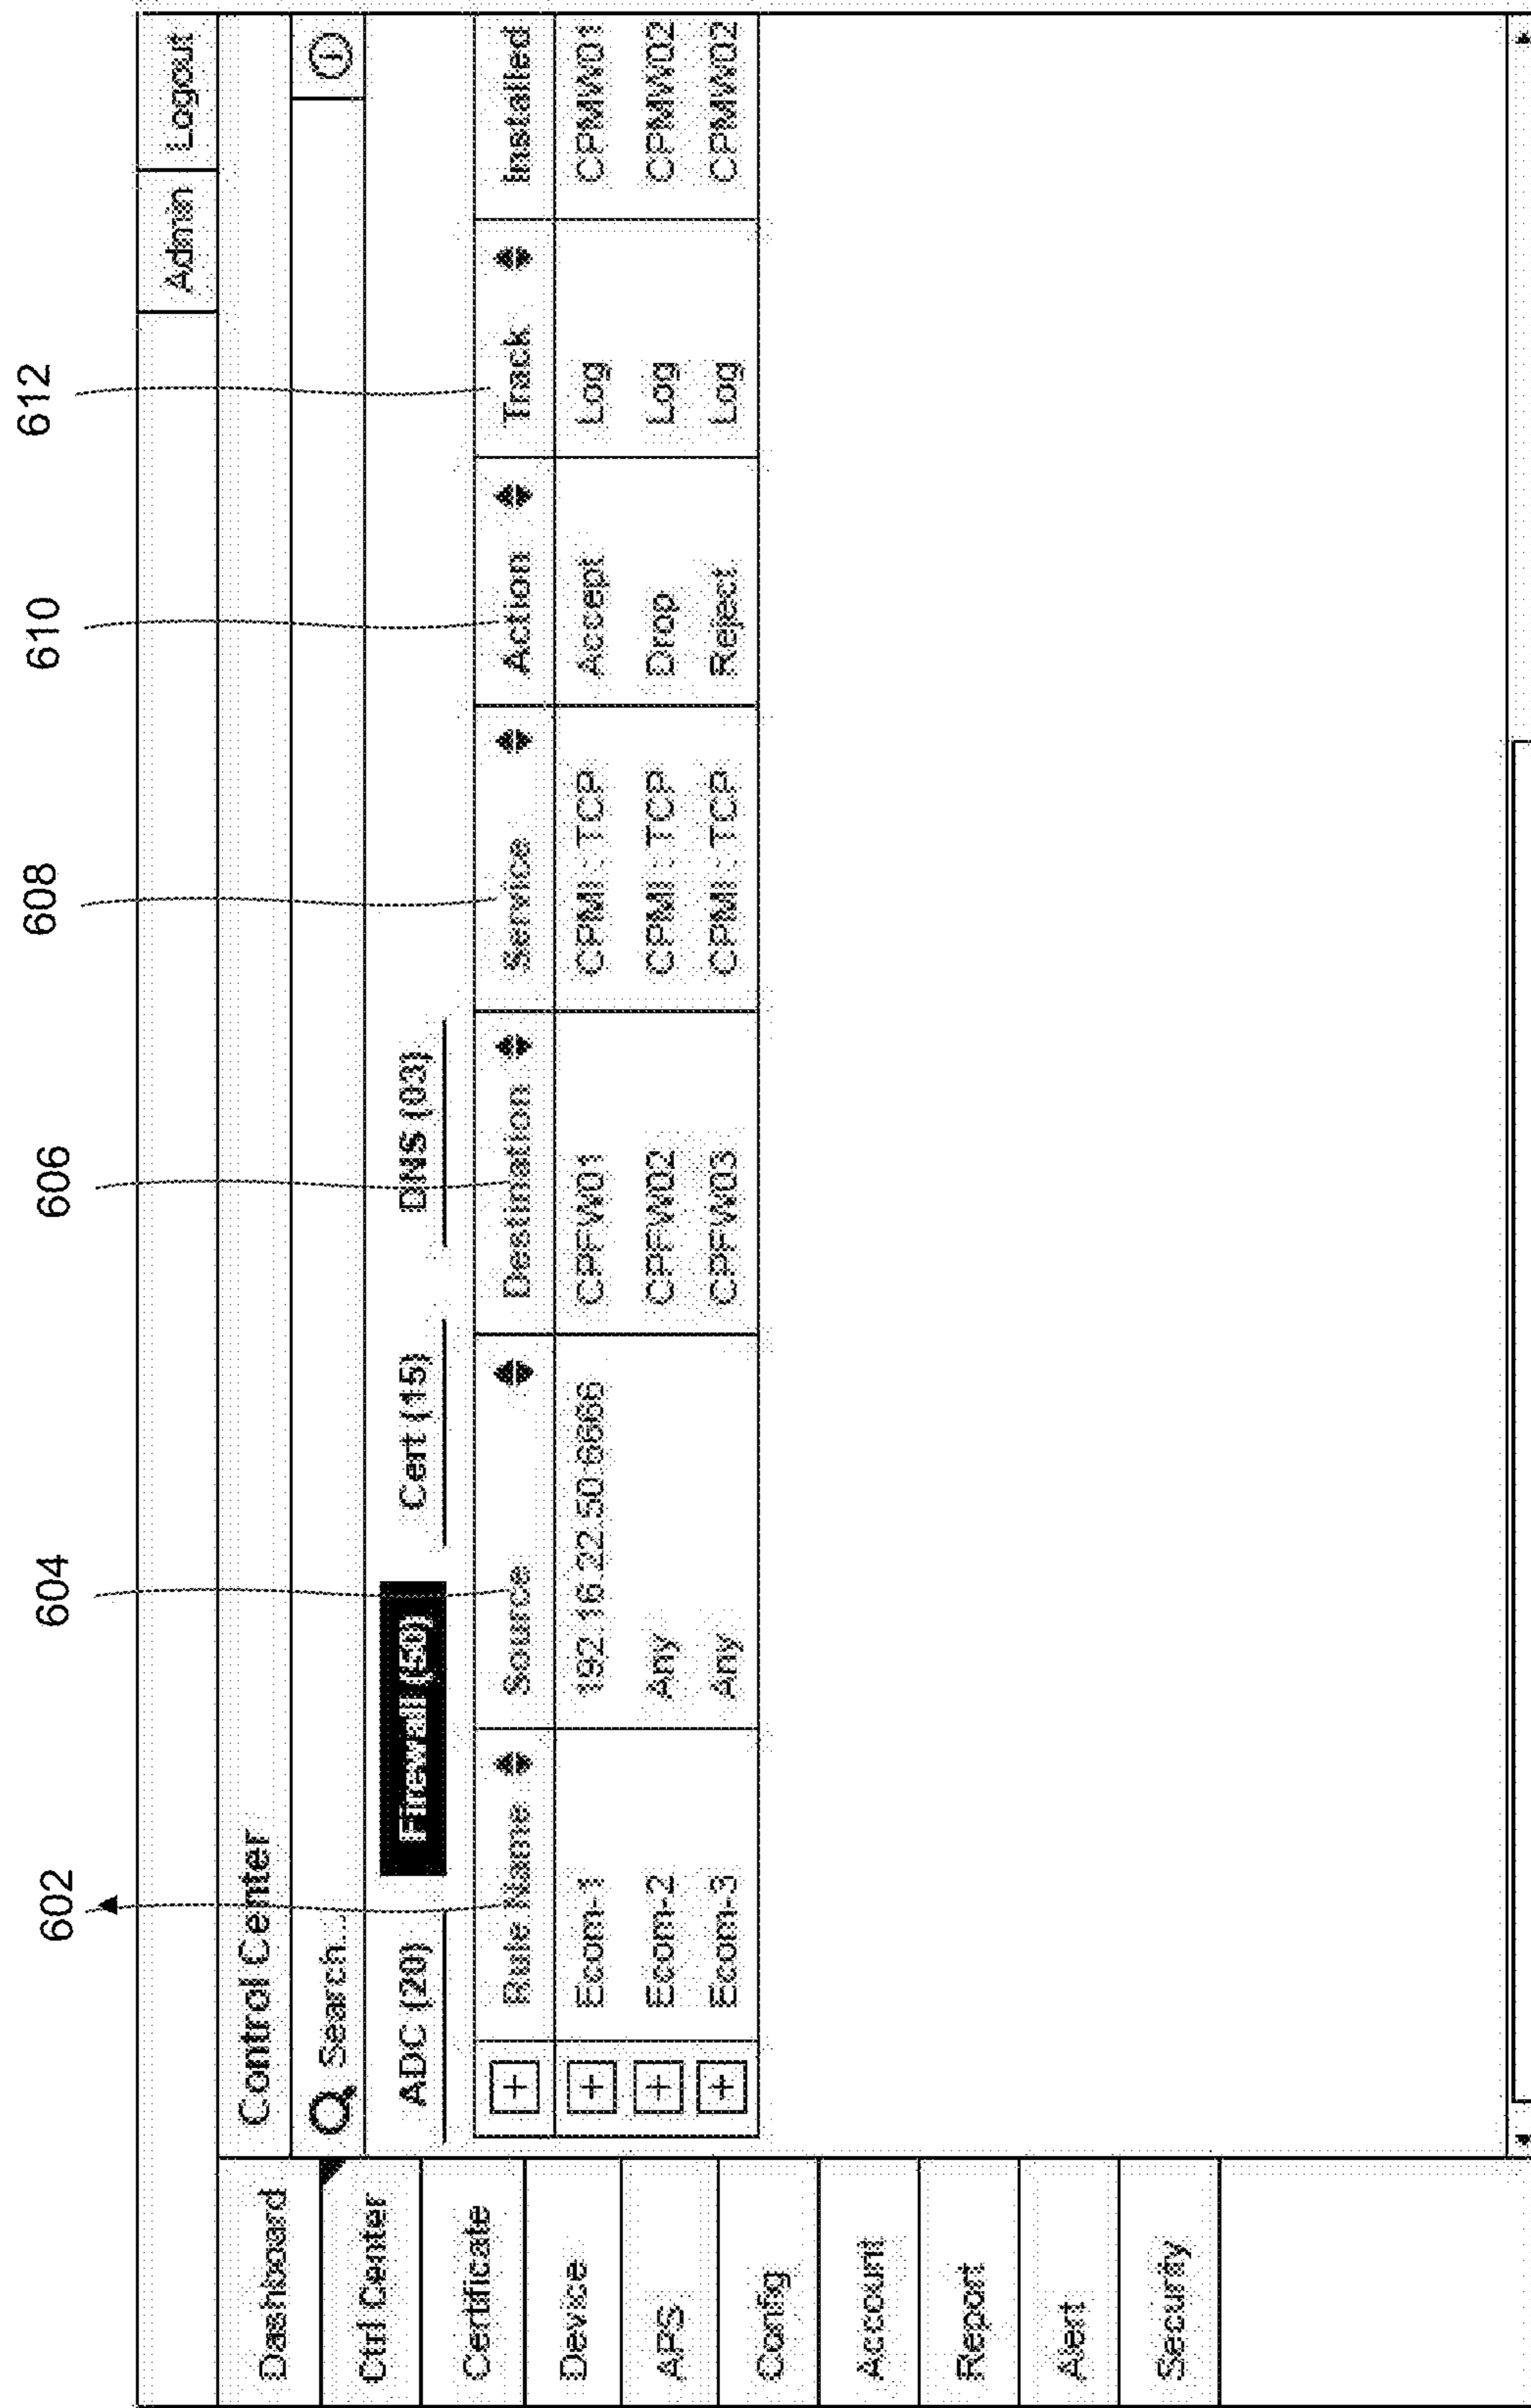 602 604 606 608 610 612
Admin Logout
Dashboard
Ctrl Center
Certificate
Device
APS
Config
Account
Report
Alert
Security
Control Center
Search...
ADC (20) Firewall (50) Cert (15) DNS (03)
+ Rule Name Source Destination Service Action Track Installed
+ Ecom-1 192.16.22.50:6666 CPFW01 CPMI : TCP Accept Log CPMW01
+ Ecom-2 Any CPFW02 CPMI : TCP Drop Log CPMW02
+ Ecom-3 Any CPFW03 CPMI : TCP Reject Log CPMW02